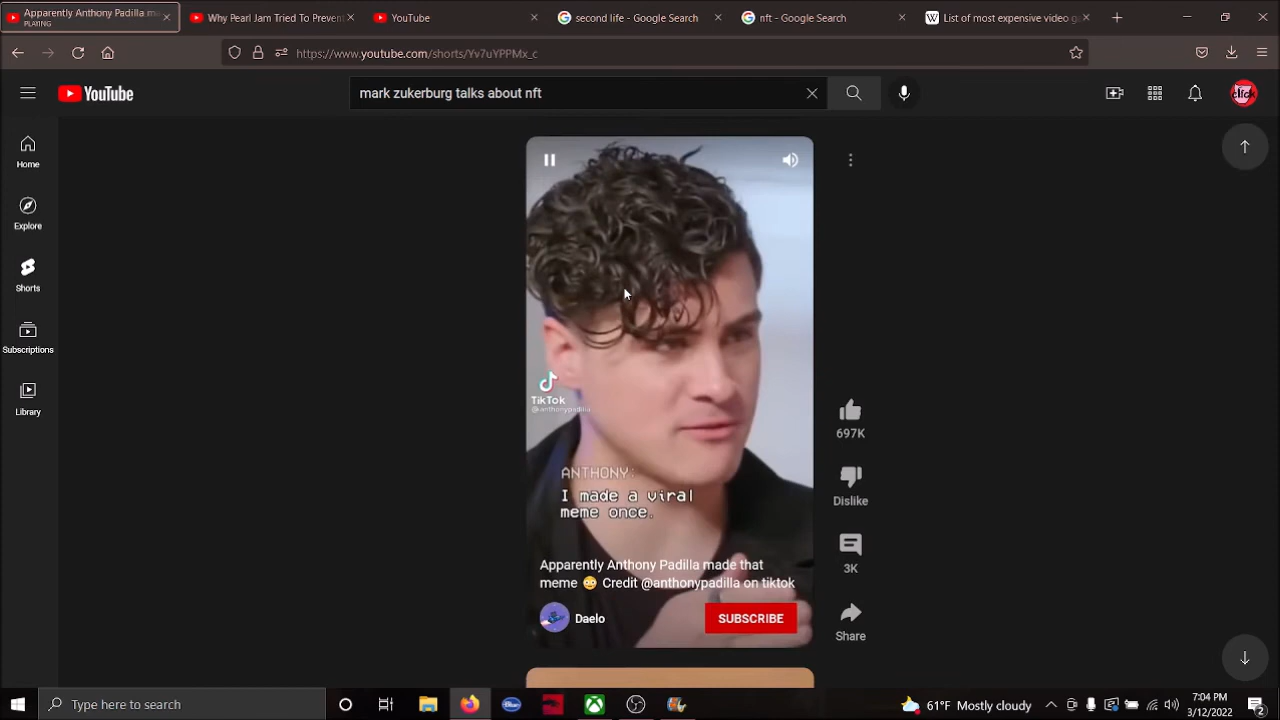 Apparently Anthony Padilla me
PLAYING
Why Pearl Jam Tried To Prevent
YouTube
second life - Google Search
nft - Google Search
List of most expensive video ga
https://www.youtube.com/shorts/Yv7uYPPMx_c
YouTube
mark zukerburg talks about nft
click
Home
Explore
Shorts
Subscriptions
Library
TikTok
@anthonypadilla
ANTHONY:
I made a viral
meme once.
Apparently Anthony Padilla made that
meme 😳 Credit @anthonypadilla on tiktok
Daelo
SUBSCRIBE
697K
Dislike
3K
Share
Type here to search
61°F Mostly cloudy
7:04 PM
3/12/2022
2